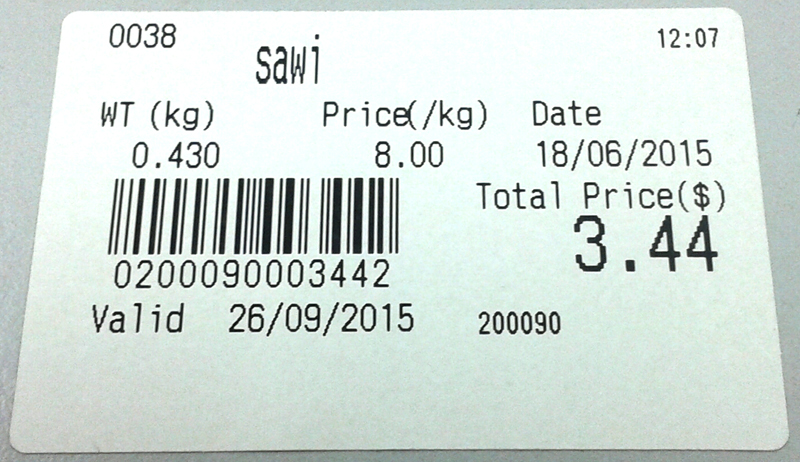 0038 12:07
sawi
WT (kg) Price(/kg) Date
0.430 8.00 18/06/2015
Total Price($)
3.44
0200090003442
Valid 26/09/2015 200090